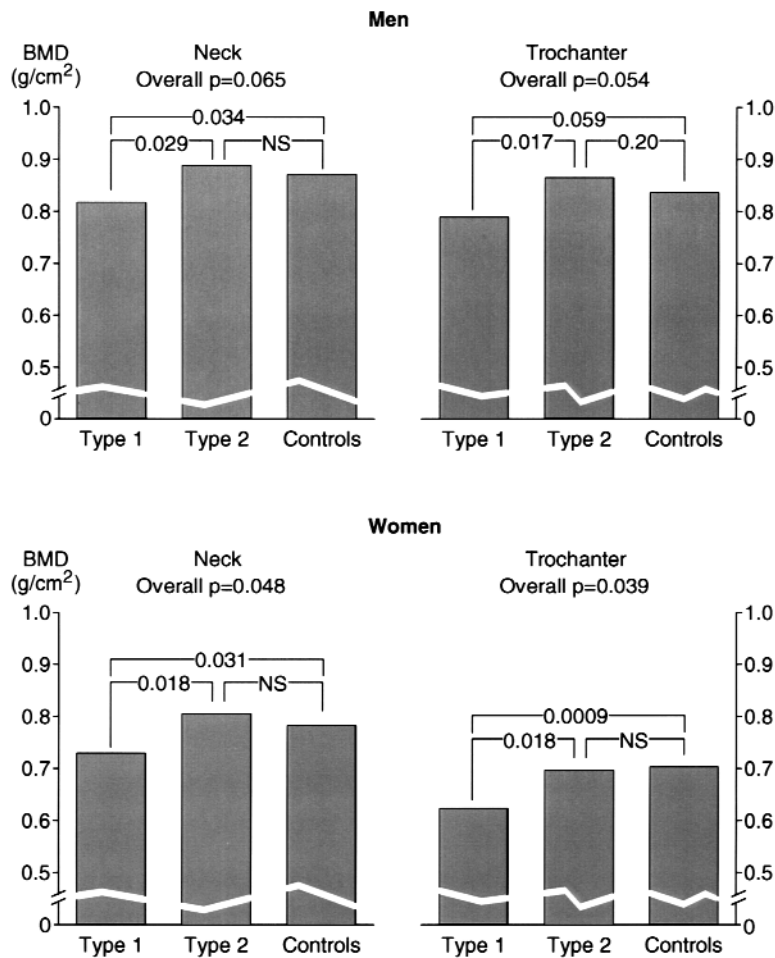 Men
BMD
(g/cm²)
Neck
Overall p=0.065
1.0
0.9
0.8
0.7
0.6
0.5
0
0.034
0.029
NS
Type 1
Type 2
Controls
Trochanter
Overall p=0.054
0.059
0.017
0.20
1.0
0.9
0.8
0.7
0.6
0.5
0
Type 1
Type 2
Controls
Women
BMD
(g/cm²)
Neck
Overall p=0.048
1.0
0.9
0.8
0.7
0.6
0.5
0
0.031
0.018
NS
Type 1
Type 2
Controls
Trochanter
Overall p=0.039
0.0009
0.018
NS
1.0
0.9
0.8
0.7
0.6
0.5
0
Type 1
Type 2
Controls